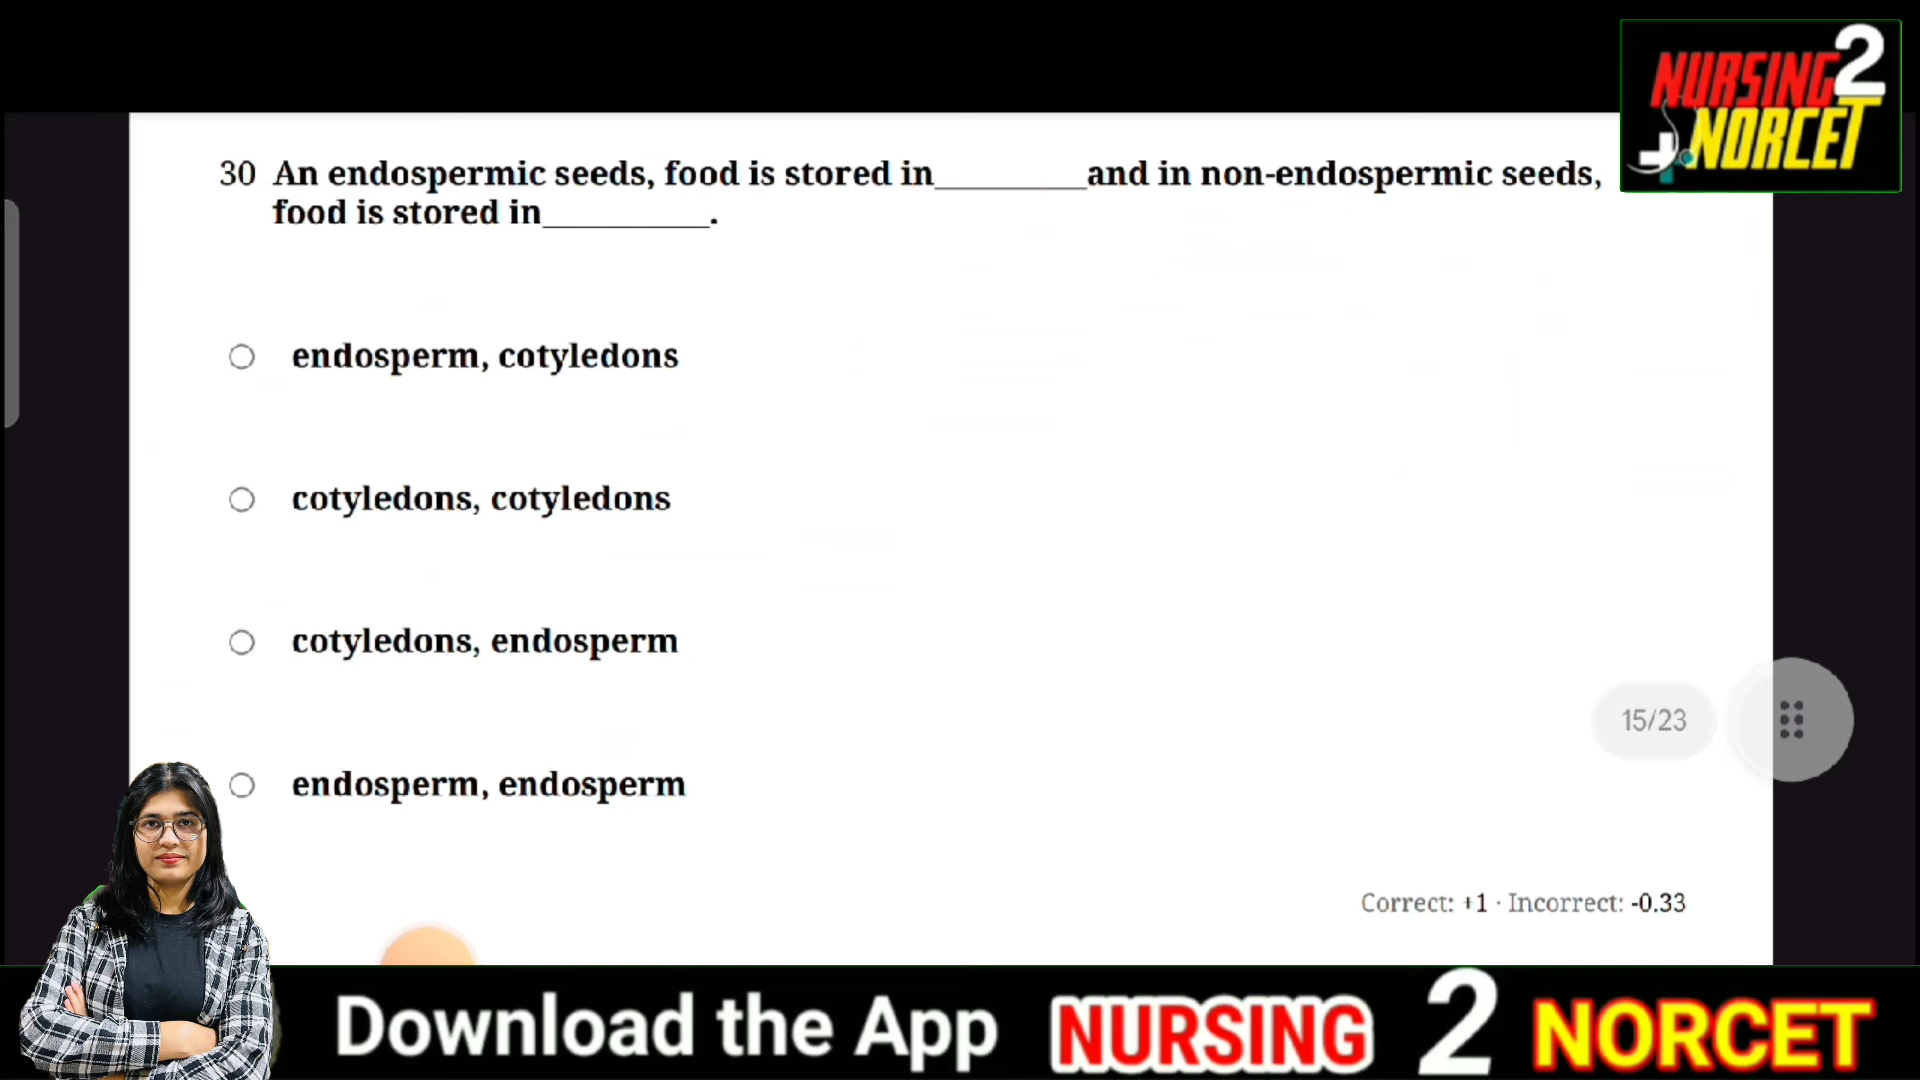 NURSING 2
NORCET
30 An endospermic seeds, food is stored in_________and in non-endospermic seeds,
food is stored in__________.
endosperm, cotyledons
cotyledons, cotyledons
cotyledons, endosperm
15/23
endosperm, endosperm
Correct: +1 · Incorrect: -0.33
Download the App NURSING 2 NORCET